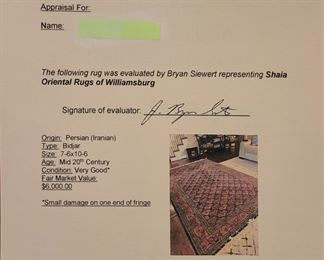 Appraisal For:
Name:
The following rug was evaluated by Bryan Siewert representing Shaia
Oriental Rugs of Williamsburg
Signature of evaluator:
Origin: Persian (Iranian)
Type: Bidjar
Size: 7-6x10-6
Age: Mid 20th Century
Condition: Very Good*
Fair Market Value:
$6,000.00
*Small damage on one end of fringe